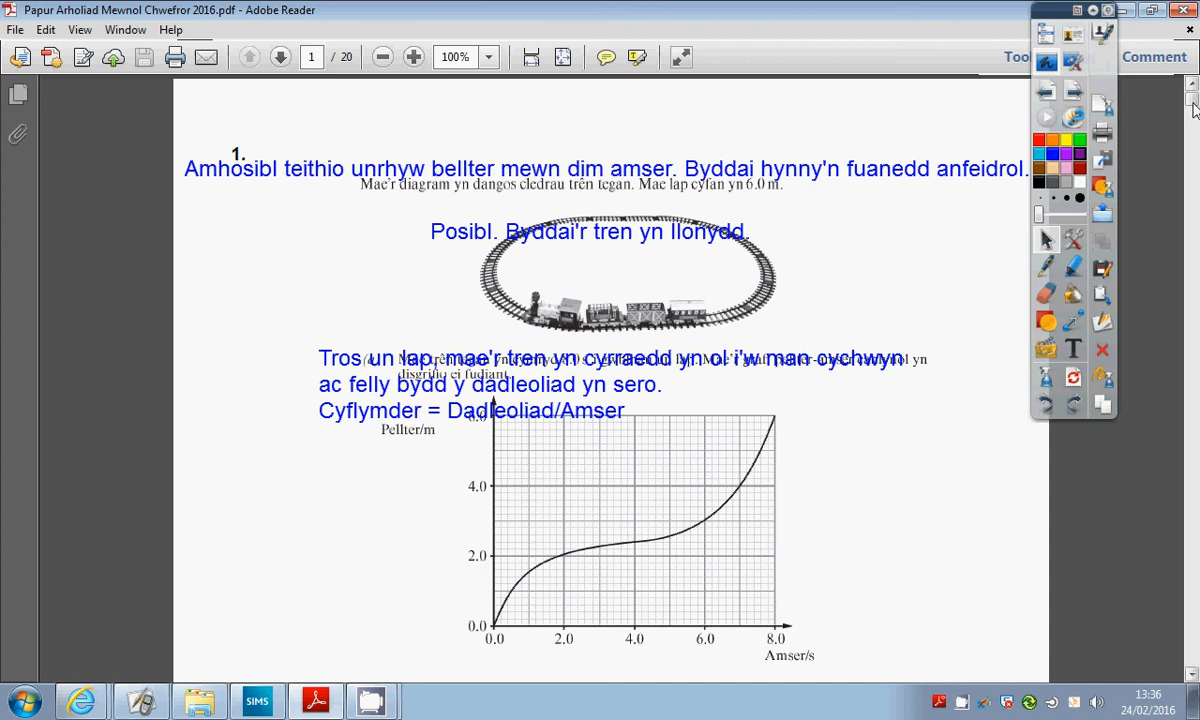 Papur Arholiad Mewnol Chwefror 2016.pdf - Adobe Reader
File Edit View Window Help
1 / 20 100% Comment
1.
Amhosibl teithio unrhyw bellter mewn dim amser. Byddai hynny'n fuanedd anfeidrol.
Mae'r diagram yn dangos cledrau trên tegan. Mae lap cyfan yn 6.0 m.
Posibl. Byddai'r tren yn llonydd.
Tros un lap, mae'r tren yn cyrraedd yn ol i'w man cychwyn
ac felly bydd y dadleoliad yn sero.
disgrifio ei fudiant.
Cyflymder = Dadleoliad/Amser
Pellter/m
4.0
2.0
0.0
0.0 2.0 4.0 6.0 8.0
Amser/s
SIMS
13:36
24/02/2016